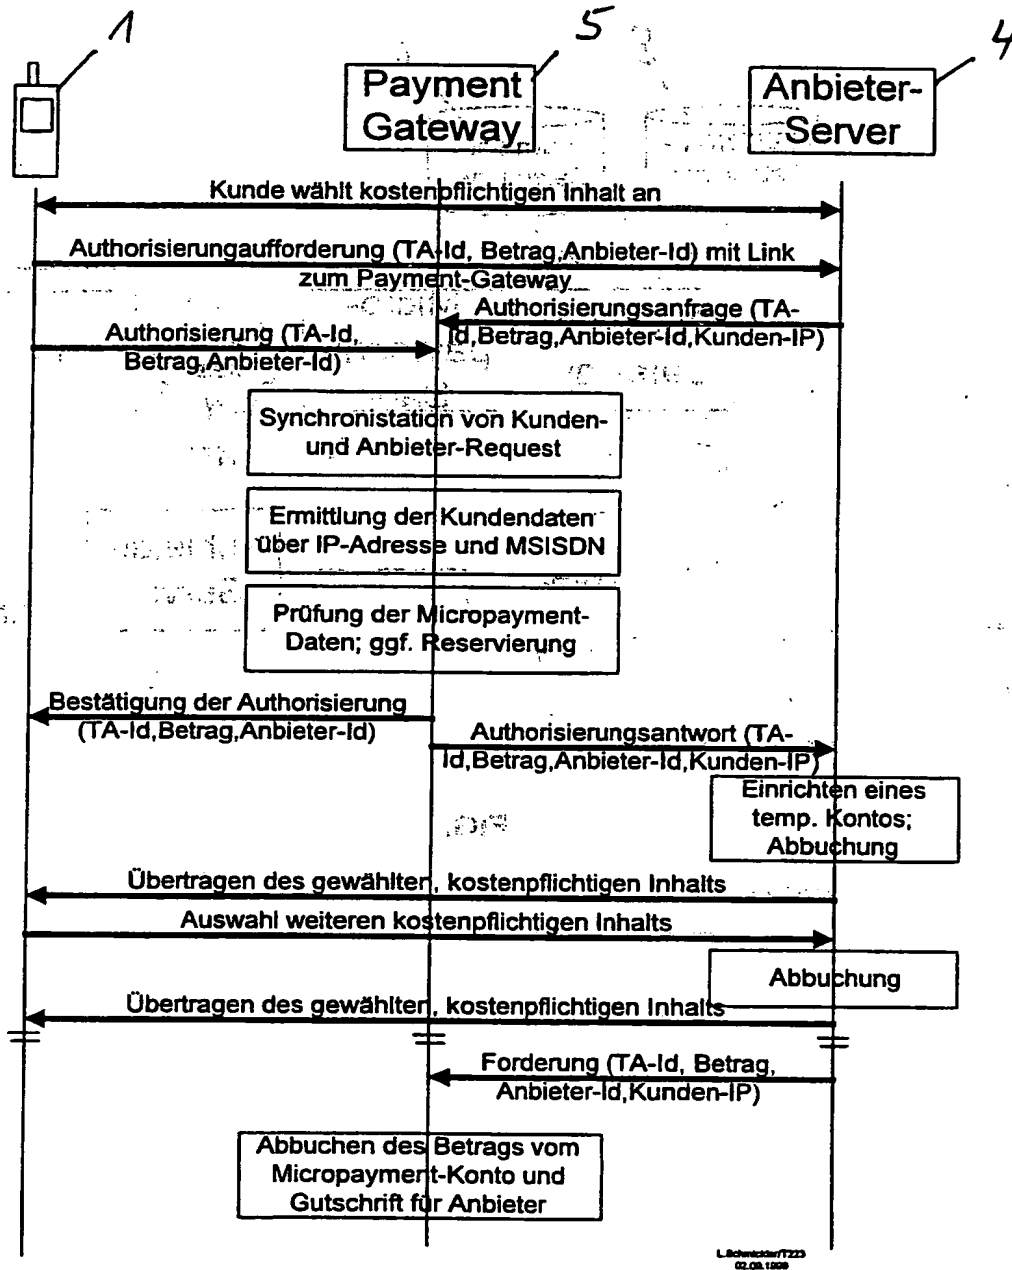 1
5
4
Payment
Gateway
Anbieter-
Server
Kunde wählt kostenpflichtigen Inhalt an
Authorisierungaufforderung (TA-Id, Betrag,Anbieter-Id) mit Link
zum Payment-Gateway
Authorisierungsanfrage (TA-
Id,Betrag,Anbieter-Id,Kunden-IP)
Authorisierung (TA-Id,
Betrag,Anbieter-Id)
Synchronistation von Kunden-
und Anbieter-Request
Ermittlung der Kundendaten
über IP-Adresse und MSISDN
Prüfung der Micropayment-
Daten; ggf. Reservierung
Bestätigung der Authorisierung
(TA-Id,Betrag,Anbieter-Id)
Authorisierungsantwort (TA-
Id,Betrag,Anbieter-Id,Kunden-IP)
Einrichten eines
temp. Kontos;
Abbuchung
Übertragen des gewählten, kostenpflichtigen Inhalts
Auswahl weiteren kostenpflichtigen Inhalts
Abbuchung
Übertragen des gewählten, kostenpflichtigen Inhalts
Forderung (TA-Id, Betrag,
Anbieter-Id,Kunden-IP)
Abbuchen des Betrags vom
Micropayment-Konto und
Gutschrift für Anbieter